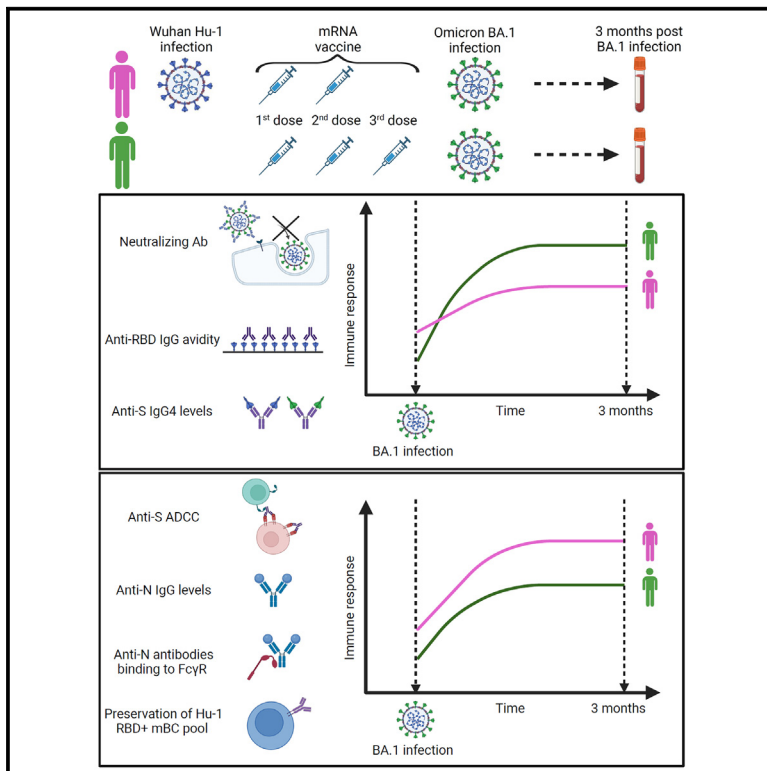 Wuhan Hu-1
infection
mRNA
vaccine
Omicron BA.1
infection
3 months post
BA.1 infection
1st dose
2nd dose
3rd dose
Neutralizing Ab
Anti-RBD IgG avidity
Anti-S IgG4 levels
Immune response
Time
3 months
BA.1 infection
Anti-S ADCC
Anti-N IgG levels
Anti-N antibodies
binding to FcγR
Preservation of Hu-1
RBD+ mBC pool
Immune response
Time
3 months
BA.1 infection